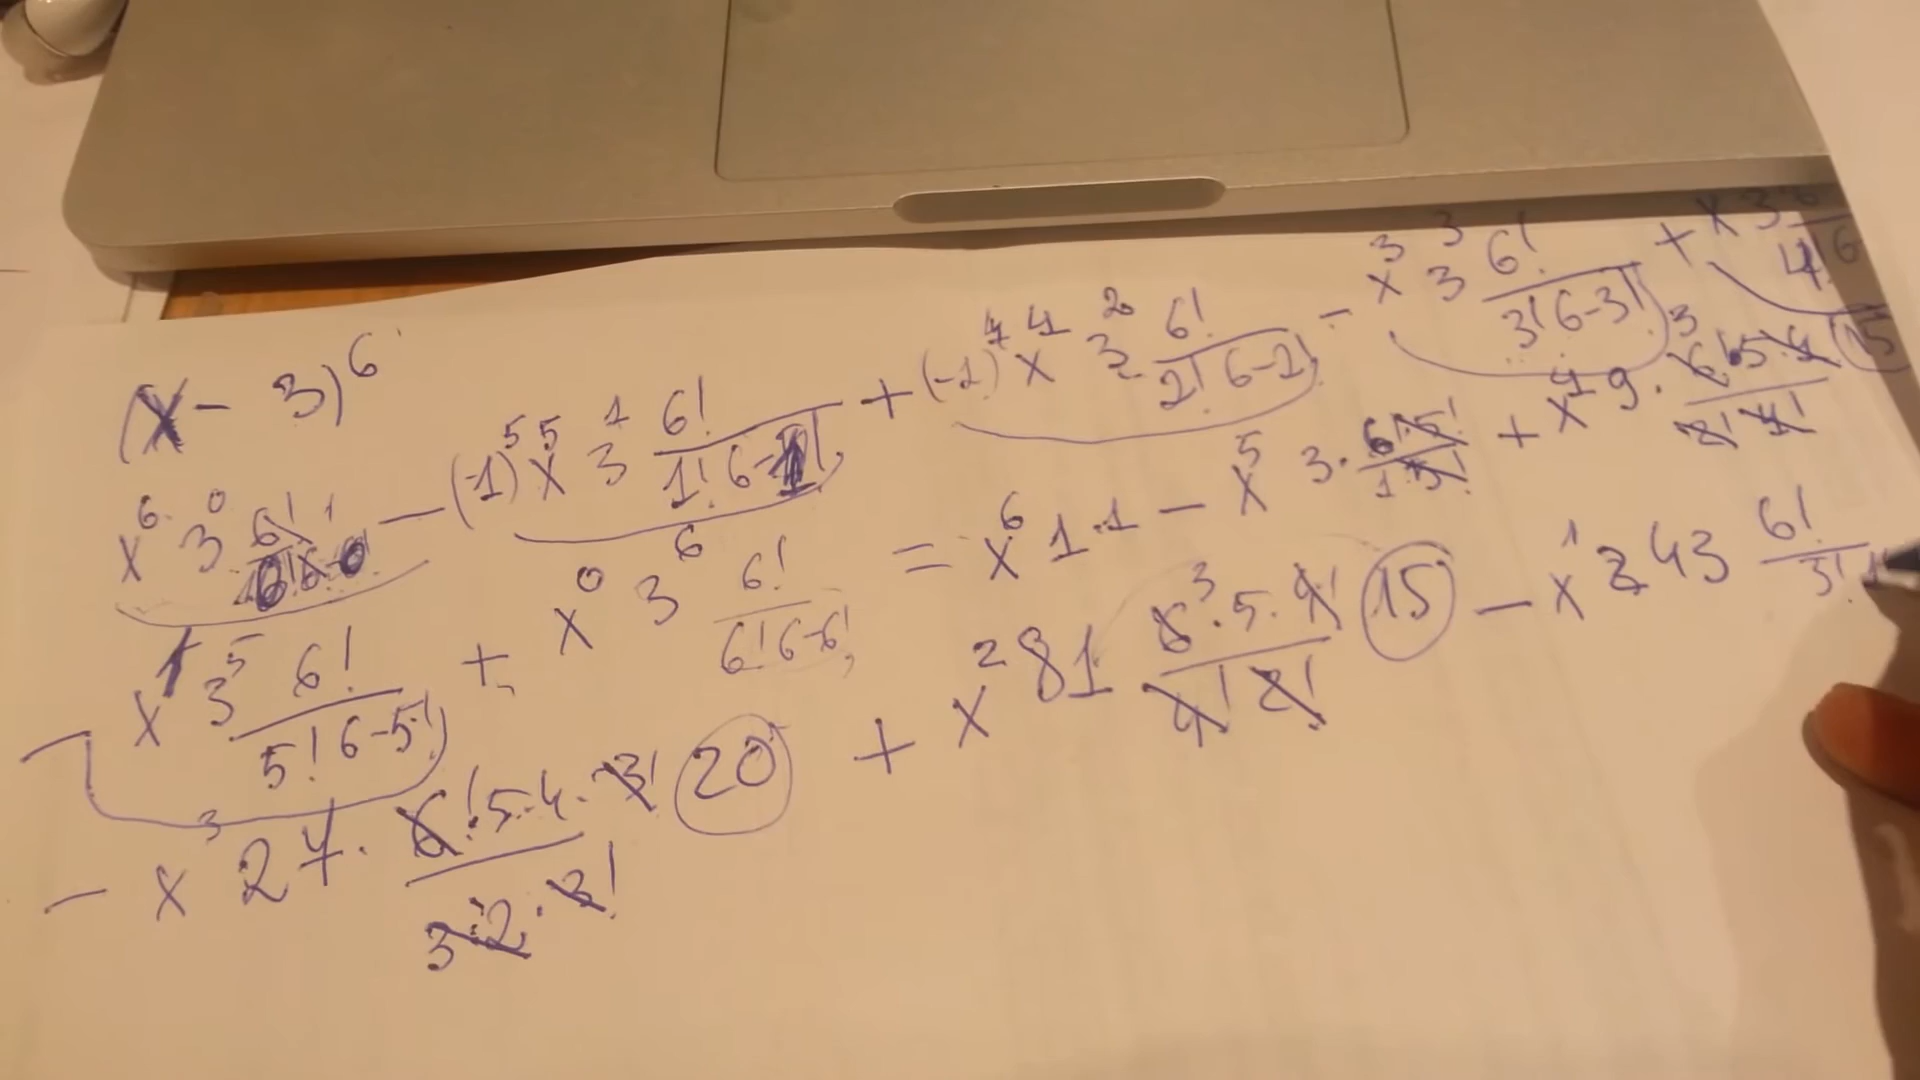 (x - 3)^6
x^6 3^0 6!/0!6-0! - (-1)^5 x^5 3^1 6!/1!6-1! + (-1)^4 x^4 3^2 6!/2!6-2! - x^3 3^3 6!/3!6-3! + x 3
- x^1 3^5 6!/5!6-5! + x^0 3^6 6!/6!6-6! = x^6 1·1 - x^5 3· 6!·5!/1·5! + x^4 9· 6·5·4!/2!4! 15
- x^3 27· 6!·5·4·3!/3·2·3! 20 + x^2 81 6·5·4!/4!2! 15 - x^1 243 6!